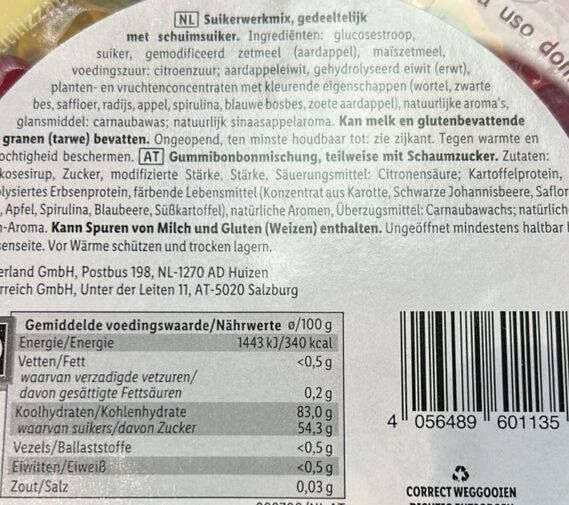 uso dom
NL Suikerwerkmix, gedeeltelijk
met schuimsuiker. Ingrediënten: glucosestroop,
suiker, gemodificeerd zetmeel (aardappel), maïszetmeel,
voedingszuur: citroenzuur; aardappeleiwit, gehydrolyseerd eiwit (erwt),
planten- en vruchtenconcentraten met kleurende eigenschappen (wortel, zwarte
bes, saffloer, radijs, appel, spirulina, blauwe bosbes, zoete aardappel), natuurlijke aroma's,
glansmiddel: carnaubawas; natuurlijk sinaasappelaroma. Kan melk en glutenbevattende
granen (tarwe) bevatten. Ongeopend, ten minste houdbaar tot: zie zijkant. Tegen warmte en
ochtigheid beschermen. AT Gummibonbonmischung, teilweise mit Schaumzucker. Zutaten:
kosesirup, Zucker, modifizierte Stärke, Stärke, Säuerungsmittel: Citronensäure; Kartoffelprotein,
olysiertes Erbsenprotein, färbende Lebensmittel (Konzentrat aus Karotte, Schwarze Johannisbeere, Saflor
, Apfel, Spirulina, Blaubeere, Süßkartoffel), natürliche Aromen, Überzugsmittel: Carnaubawachs; natürlich
n-Aroma. Kann Spuren von Milch und Gluten (Weizen) enthalten. Ungeöffnet mindestens haltbar
senseite. Vor Wärme schützen und trocken lagern.
erland GmbH, Postbus 198, NL-1270 AD Huizen
rreich GmbH, Unter der Leiten 11, AT-5020 Salzburg
Gemiddelde voedingswaarde/Nährwerte ø/100 g
Energie/Energie 1443 kJ/340 kcal
Vetten/Fett <0,5 g
waarvan verzadigde vetzuren/
davon gesättigte Fettsäuren 0,2 g
Koolhydraten/Kohlenhydrate 83,0 g
waarvan suikers/davon Zucker 54,3 g
Vezels/Ballaststoffe <0,5 g
Eiwitten/Eiweiß <0,5 g
Zout/Salz 0,03 g
4 056489 601135
CORRECT WEGGOOIEN